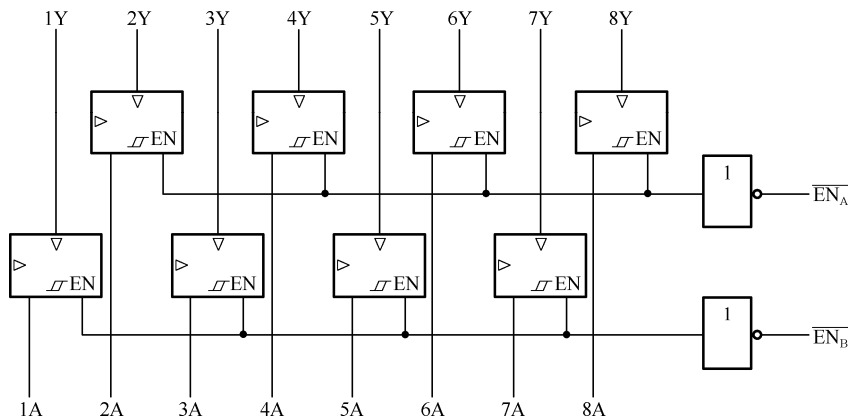 1Y 2Y 3Y 4Y 5Y 6Y 7Y 8Y
EN EN EN EN
1
EN_A
EN EN EN EN
1
EN_B
1A 2A 3A 4A 5A 6A 7A 8A